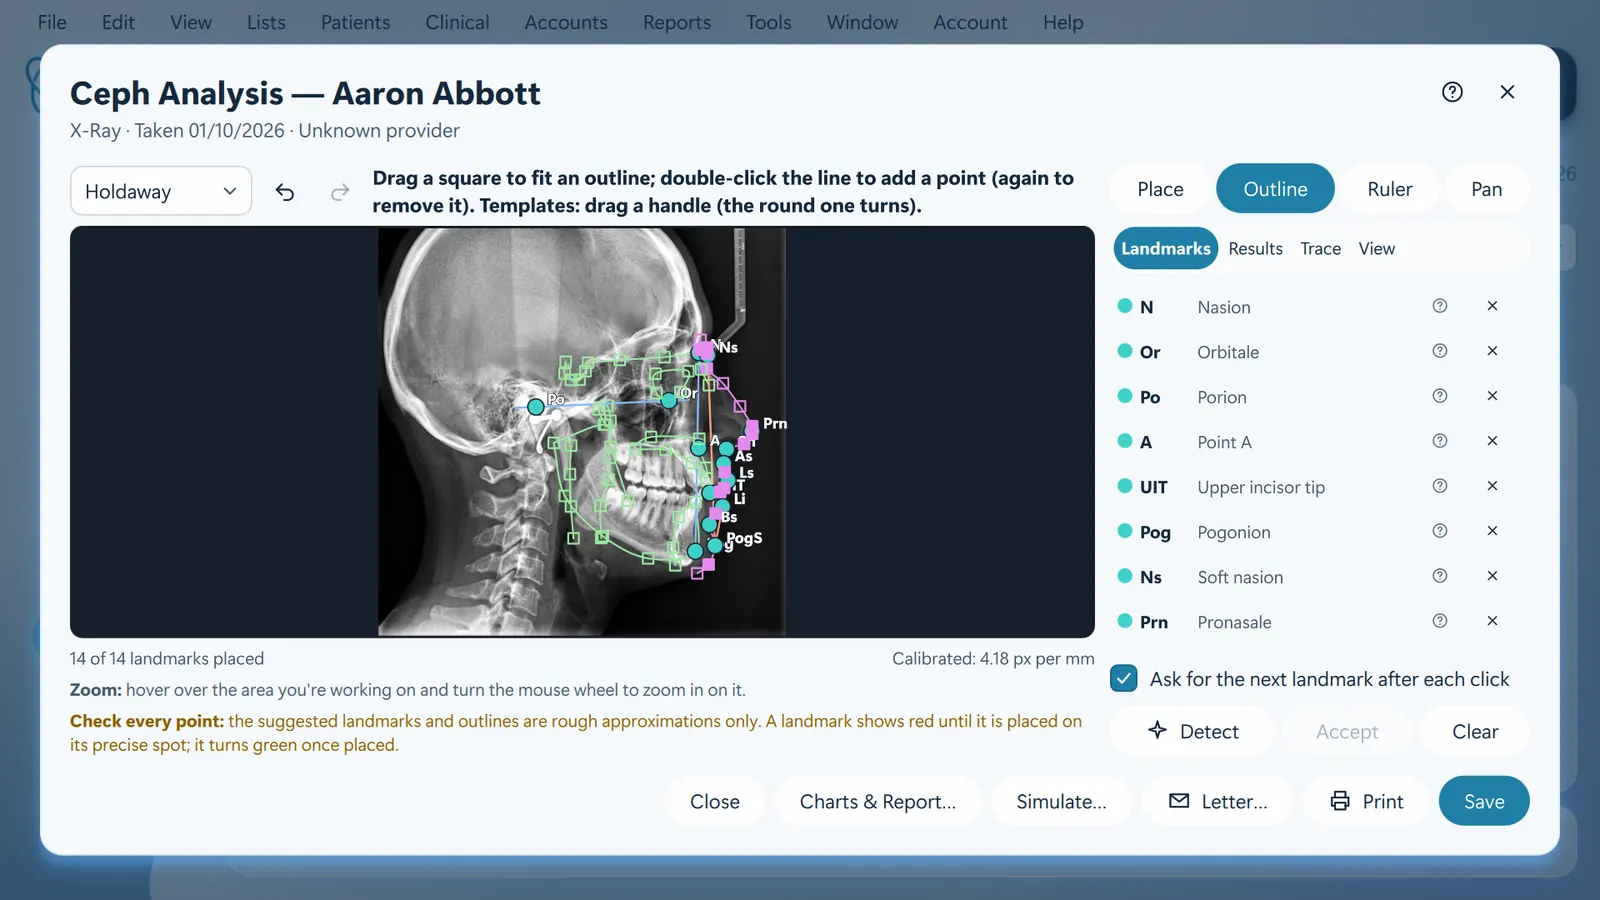 File Edit View Lists Patients Clinical Accounts Reports Tools Window Account Help
Ceph Analysis — Aaron Abbott
X-Ray · Taken 01/10/2026 · Unknown provider
Holdaway
Drag a square to fit an outline; double-click the line to add a point (again to
remove it). Templates: drag a handle (the round one turns).
Place Outline Ruler Pan
26
Landmarks Results Trace View
N Nasion
Or Orbitale
Po Porion
A Point A
UIT Upper incisor tip
Pog Pogonion
Ns Soft nasion
Prn Pronasale
Ns
Or
Po
Prn
A
As
Ls
Li
Bs
PogS
14 of 14 landmarks placed
Calibrated: 4.18 px per mm
Zoom: hover over the area you're working on and turn the mouse wheel to zoom in on it.
Check every point: the suggested landmarks and outlines are rough approximations only. A landmark shows red until it is placed on
its precise spot; it turns green once placed.
Ask for the next landmark after each click
Detect Accept Clear
Close Charts & Report... Simulate... Letter... Print Save